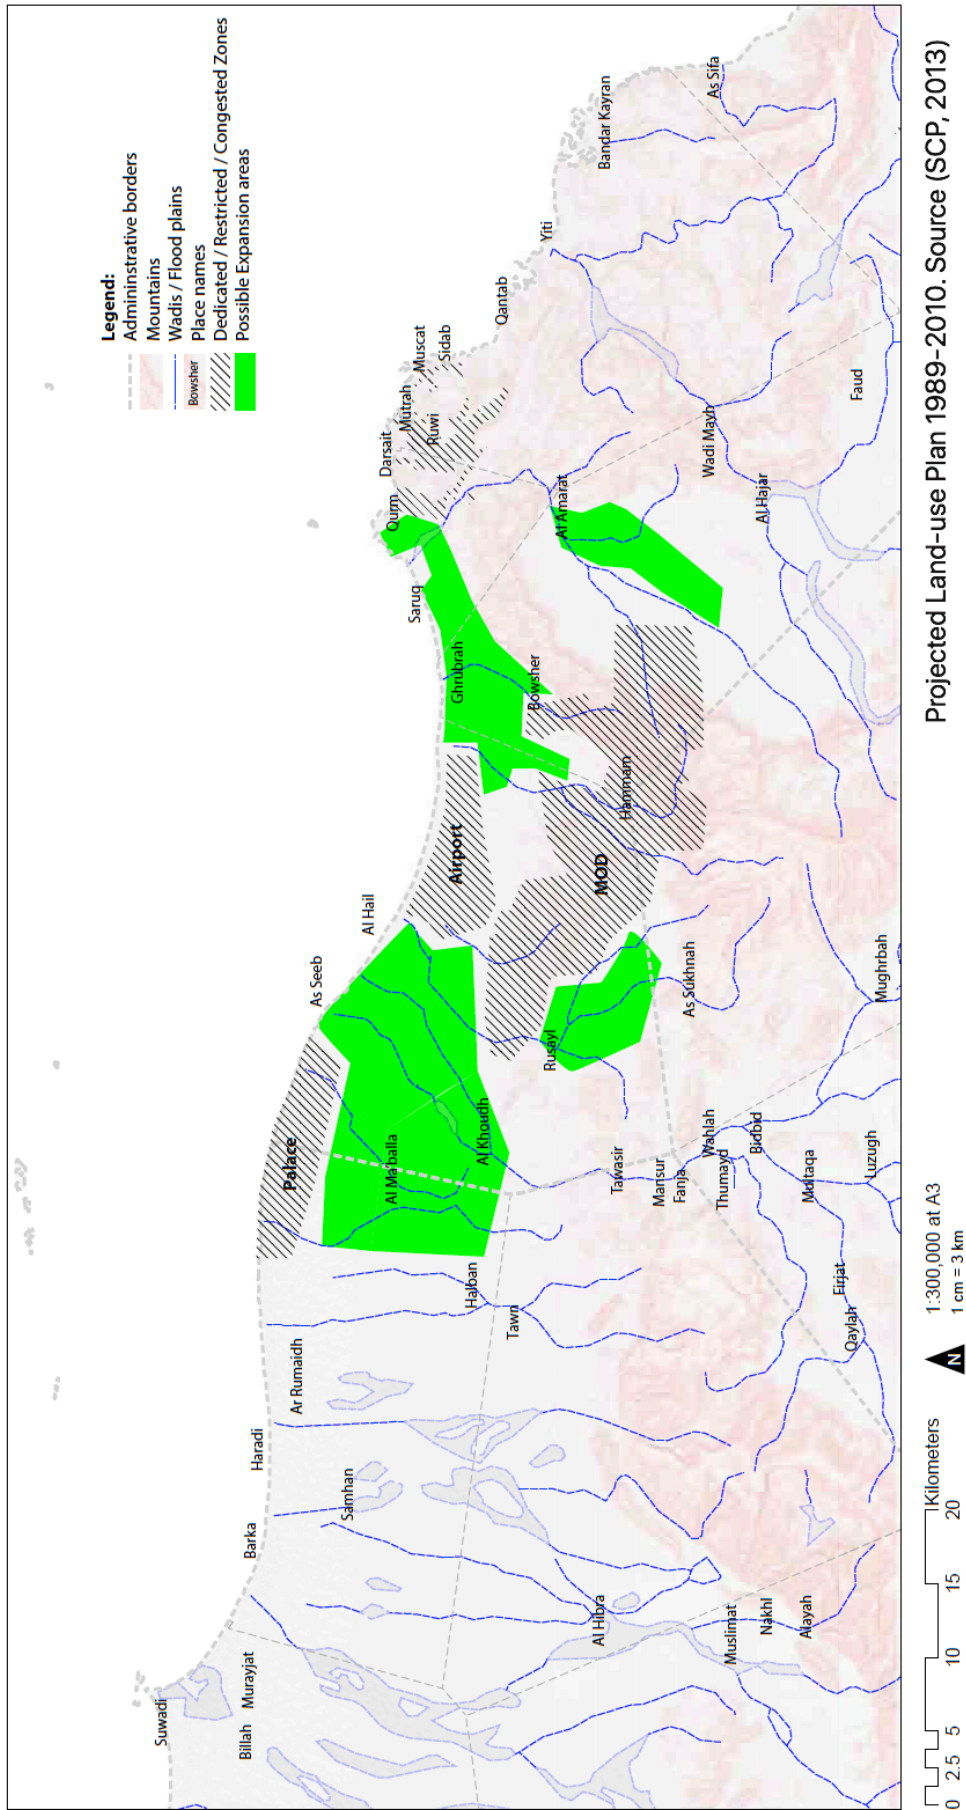 Legend:
Admininstrative borders
Mountains
Wadis / Flood plains
Bowsher Place names
Dedicated / Restricted / Congested Zones
Possible Expansion areas
Suwadi
Billah
Murayjat
Barka
Haradi
Samhan
Ar Rumaidh
Palace
As Seeb
Al Hail
Al Ma'balla
Halban
Tawn
Al Khoudh
Airport
Saruq
Qurm
Darsait
Mutrah
Muscat
Ruwi
Sidab
Qantab
Yiti
Bandar Kayran
As Sifa
Ghrubrah
Bowsher
Al Amarat
Rusayl
MOD
Hammam
Al Hibra
Tawasir
Mansur
Fanja
Wahlah
Thumayd
Bidbid
As Sukhnah
Wadi Mayh
Al Hajar
Faud
Muslimat
Nakhl
Alayah
Qaylah
Firjat
Moitaqa
Luzugh
Mughrbah
0 2.5 5 10 15 20
Kilometers
N
1:300,000 at A3
1 cm = 3 km
Projected Land-use Plan 1989-2010. Source (SCP, 2013)